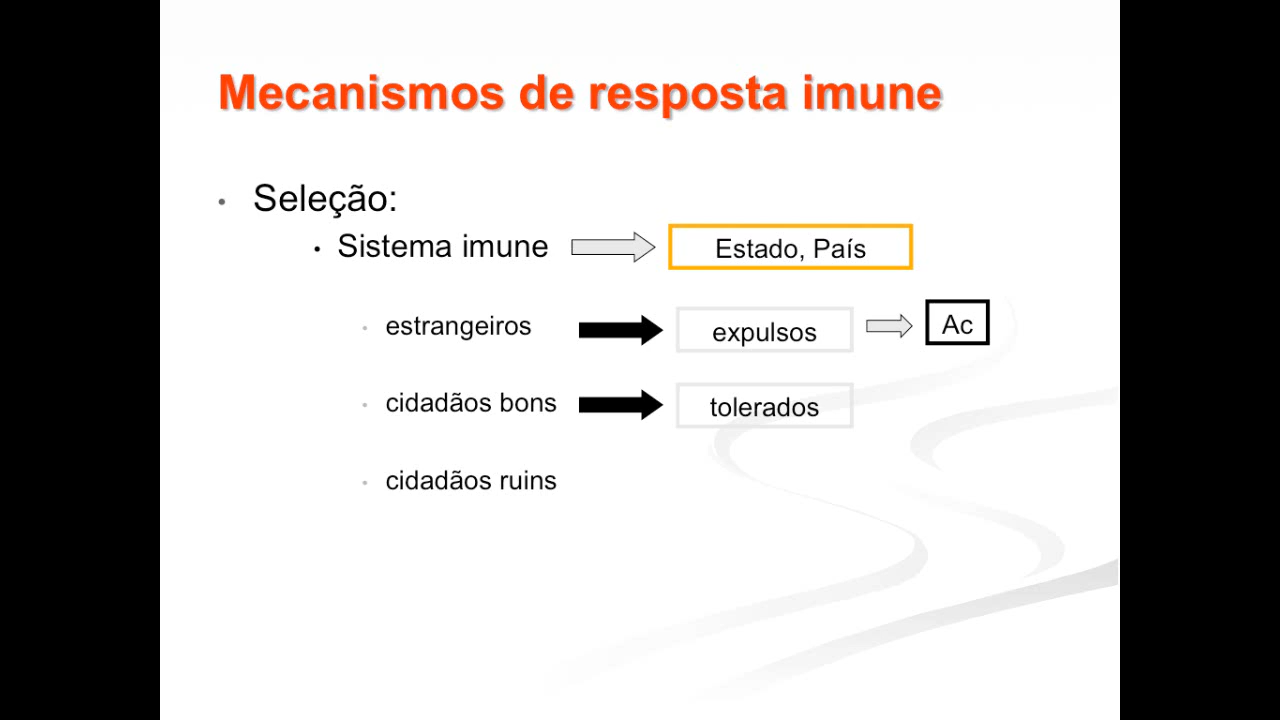 Mecanismos de resposta imune
• Seleção:
• Sistema imune Estado, País
estrangeiros expulsos Ac
cidadãos bons tolerados
cidadãos ruins